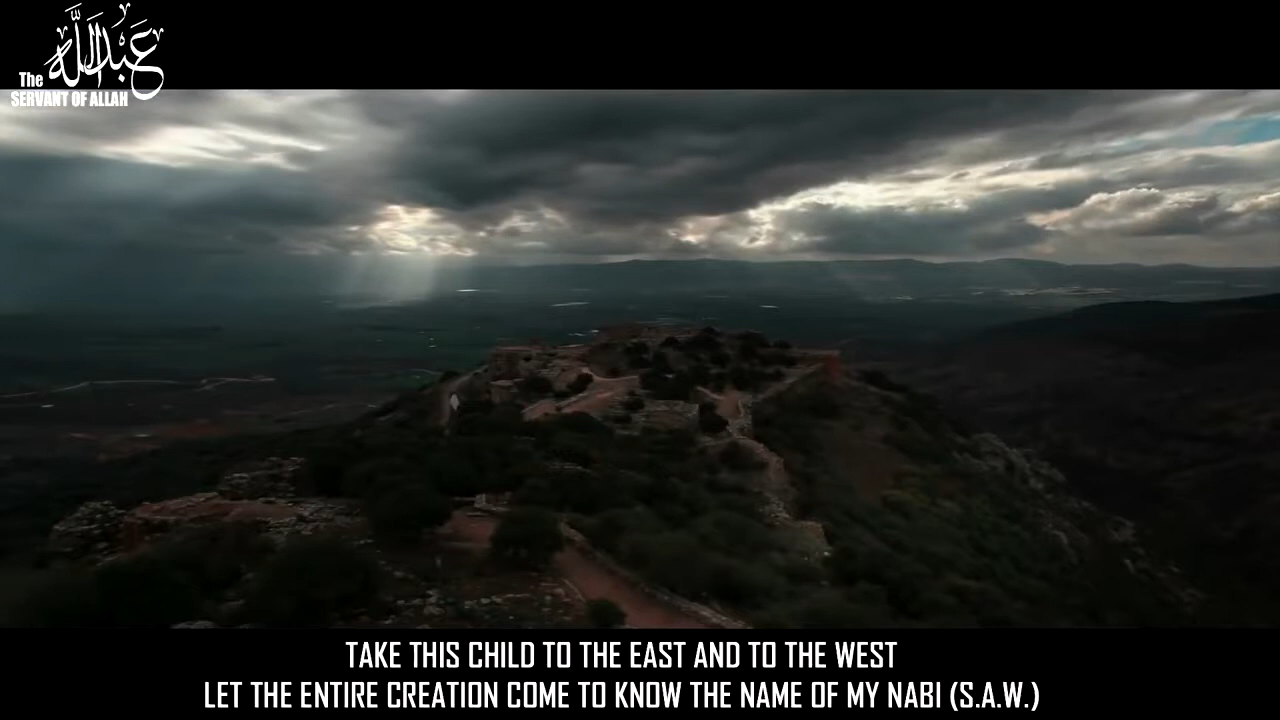 عَبْدُاللَّه
The
SERVANT OF ALLAH
TAKE THIS CHILD TO THE EAST AND TO THE WEST
LET THE ENTIRE CREATION COME TO KNOW THE NAME OF MY NABI (S.A.W.)